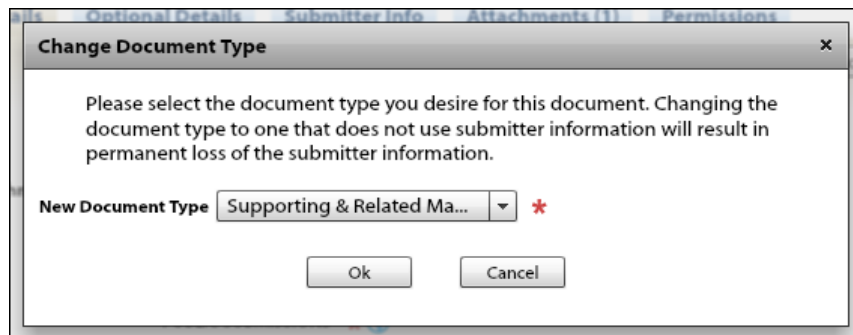 Optional Details Submitter Info Attachments (1) Permissions
Change Document Type ×
Please select the document type you desire for this document. Changing the
document type to one that does not use submitter information will result in
permanent loss of the submitter information.
New Document Type Supporting & Related Ma... *
Ok Cancel